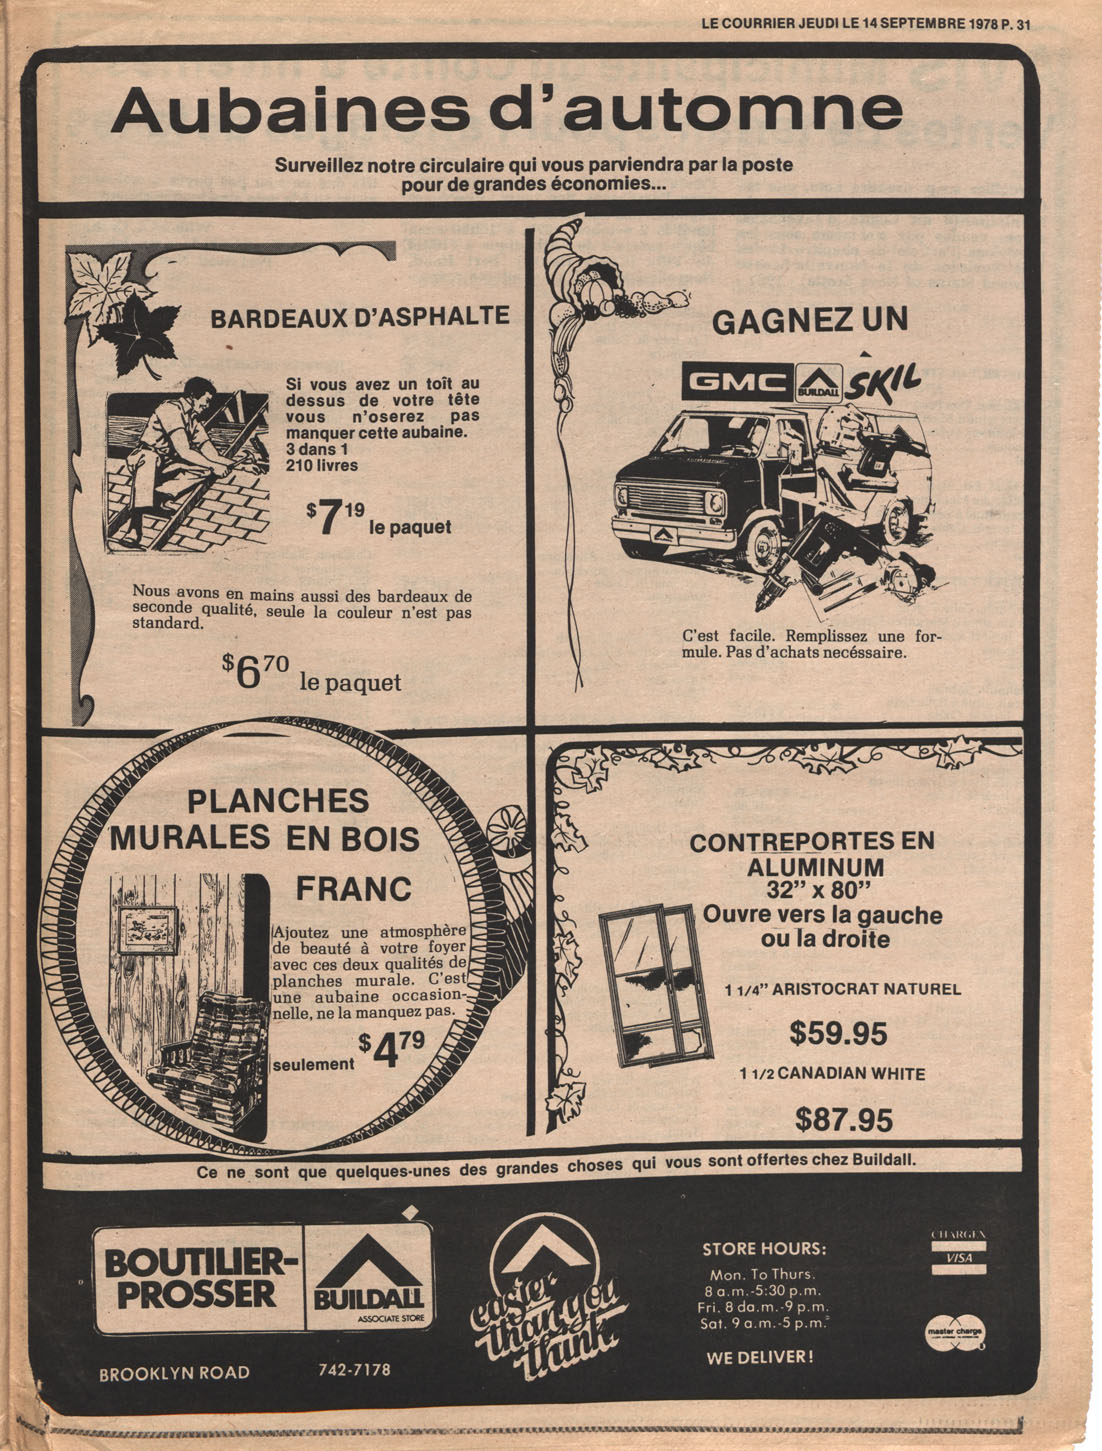 LE COURRIER JEUDI LE 14 SEPTEMBRE 1978 P. 31
Aubaines d'automne
Surveillez notre circulaire qui vous parviendra par la poste
pour de grandes économies...
BARDEAUX D'ASPHALTE
Si vous avez un toît au
dessus de votre tête
vous n'oserez pas
manquer cette aubaine.
3 dans 1
210 livres
$7.19 le paquet
Nous avons en mains aussi des bardeaux de
seconde qualité, seule la couleur n'est pas
standard.
$6.70 le paquet
GAGNEZ UN
GMC BUILDALL SKIL
C'est facile. Remplissez une for-
mule. Pas d'achats necéssaire.
PLANCHES
MURALES EN BOIS
FRANC
Ajoutez une atmosphère
de beauté à votre foyer
avec ces deux qualités de
planches murale. C'est
une aubaine occasion-
nelle, ne la manquez pas.
seulement $4.79
CONTREPORTES EN
ALUMINUM
32" x 80"
Ouvre vers la gauche
ou la droite
1 1/4" ARISTOCRAT NATUREL
$59.95
1 1/2 CANADIAN WHITE
$87.95
Ce ne sont que quelques-unes des grandes choses qui vous sont offertes chez Buildall.
BOUTILIER-
PROSSER
BUILDALL
ASSOCIATE STORE
BROOKLYN ROAD 742-7178
easier
than you
think.
STORE HOURS:
Mon. To Thurs.
8 a.m.-5:30 p.m.
Fri. 8 da.m.-9 p.m.
Sat. 9 a.m.-5 p.m.
WE DELIVER!
CHARGEX
VISA
master charge